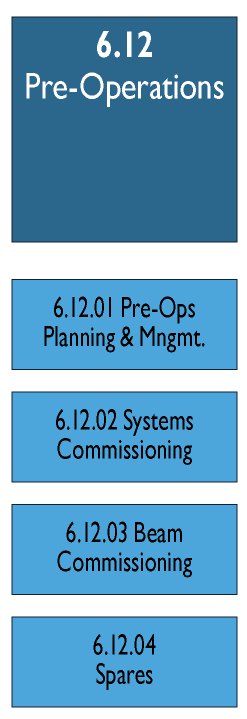 6.12
Pre-Operations
6.12.01 Pre-Ops
Planning & Mngmt.
6.12.02 Systems
Commissioning
6.12.03 Beam
Commissioning
6.12.04
Spares